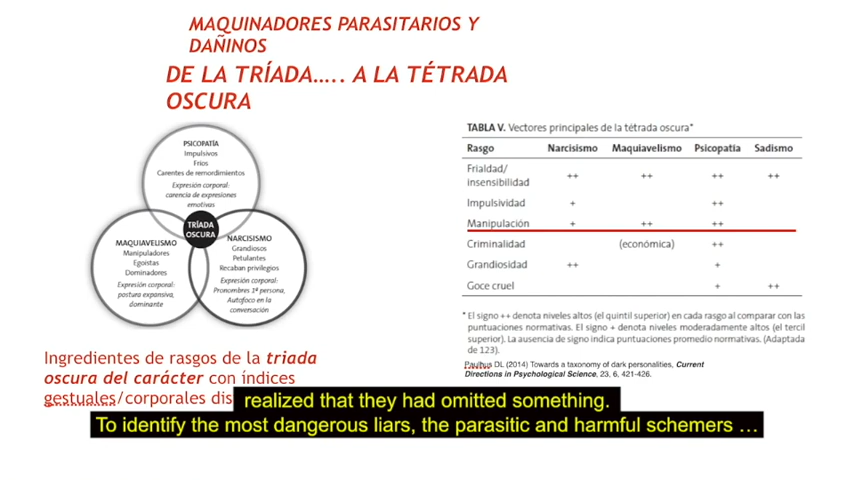 MAQUINADORES PARASITARIOS Y
DAÑINOS
DE LA TRÍADA….. A LA TÉTRADA
OSCURA
PSICOPATÍA
Impulsivos
Fríos
Carentes de remordimientos
Expresión corporal:
carencia de expresiones
emotivas
TRÍADA
OSCURA
MAQUIAVELISMO
Manipuladores
Egoístas
Dominadores
Expresión corporal:
postura expansiva,
dominante
NARCISISMO
Grandiosos
Petulantes
Recaban privilegios
Expresión corporal:
Pronombres 1ª persona,
Autofoco en la
conversación
Ingredientes de rasgos de la triada
oscura del carácter con índices
gestuales/corporales dis
TABLA V. Vectores principales de la tétrada oscura*
Rasgo Narcisismo Maquiavelismo Psicopatía Sadismo
Frialdad/
insensibilidad ++ ++ ++ ++
Impulsividad + ++
Manipulación + ++ ++
Criminalidad (económica) ++
Grandiosidad ++ +
Goce cruel + ++
* El signo ++ denota niveles altos (el quintil superior) en cada rasgo al comparar con las
puntuaciones normativas. El signo + denota niveles moderadamente altos (el tercil
superior). La ausencia de signo indica puntuaciones promedio normativas. (Adaptada
de 123).
Paulhus DL (2014) Towards a taxonomy of dark personalities, Current
Directions in Psychological Science. 23, 6, 421-426.
realized that they had omitted something.
To identify the most dangerous liars, the parasitic and harmful schemers …